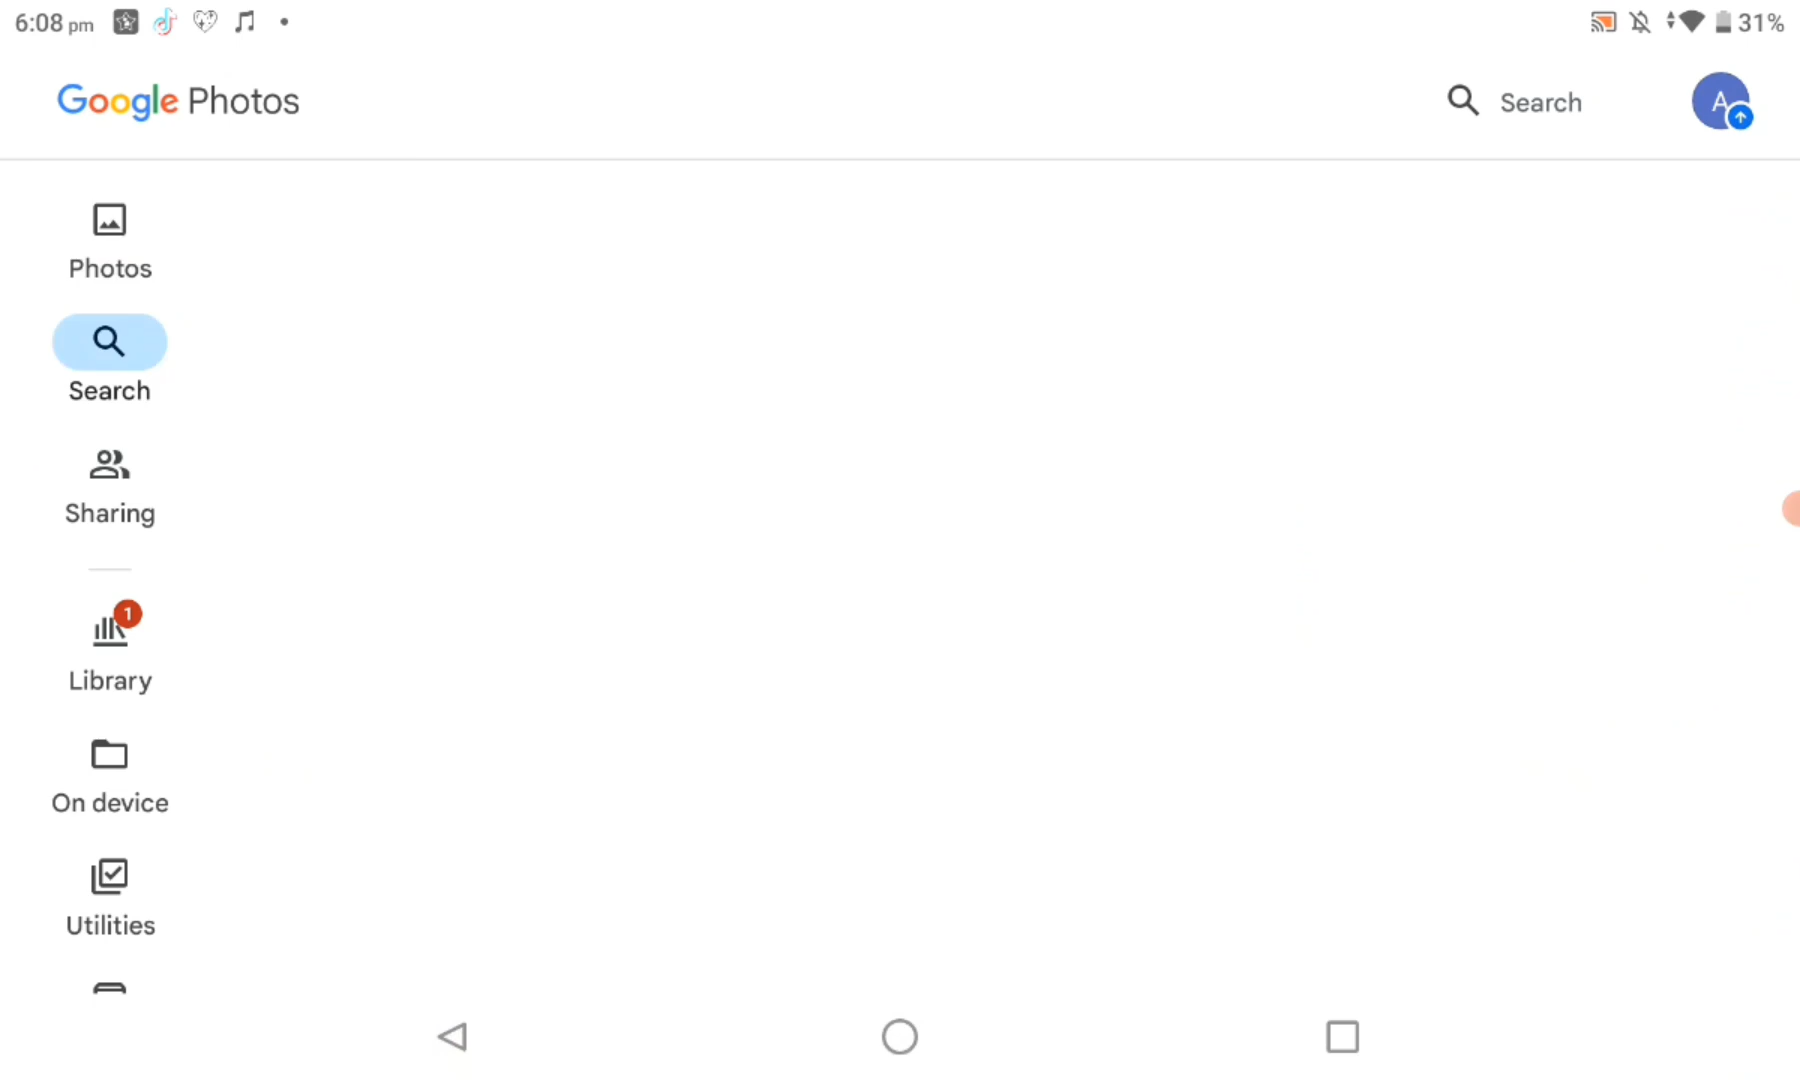 6:08 pm
31%
Google Photos
Search
A
Photos
Search
Sharing
1
Library
On device
Utilities